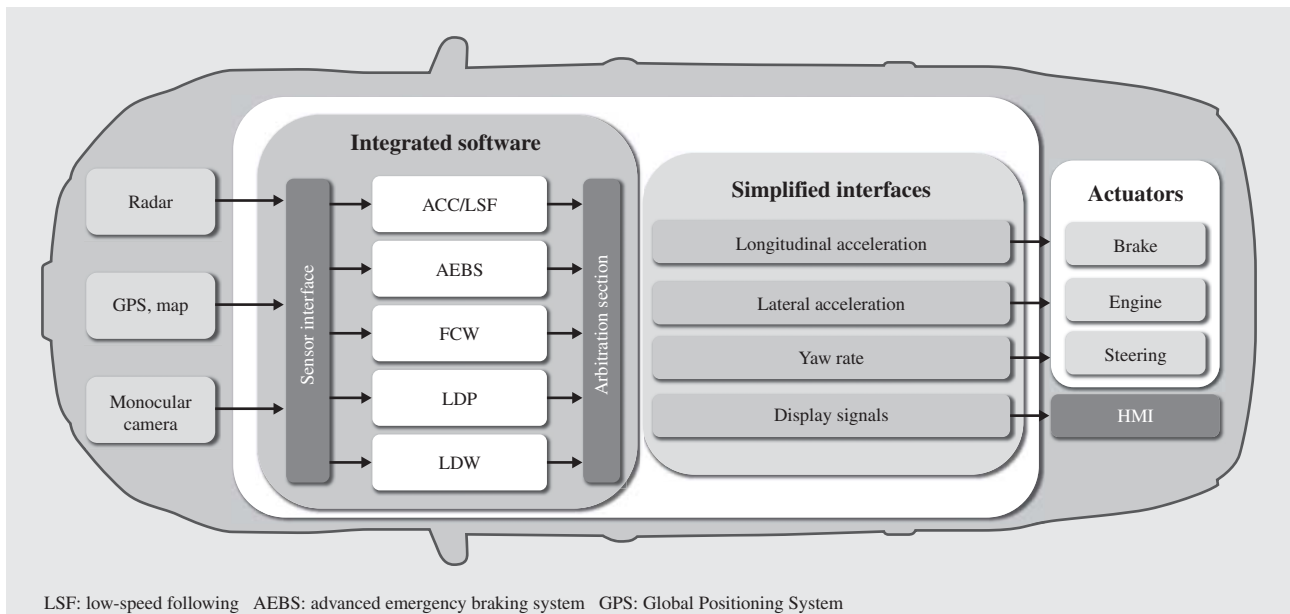 Integrated software
Radar
GPS, map
Monocular
camera
Sensor interface
ACC/LSF
AEBS
FCW
LDP
LDW
Arbitration section
Simplified interfaces
Longitudinal acceleration
Lateral acceleration
Yaw rate
Display signals
Actuators
Brake
Engine
Steering
HMI
LSF: low-speed following AEBS: advanced emergency braking system GPS: Global Positioning System